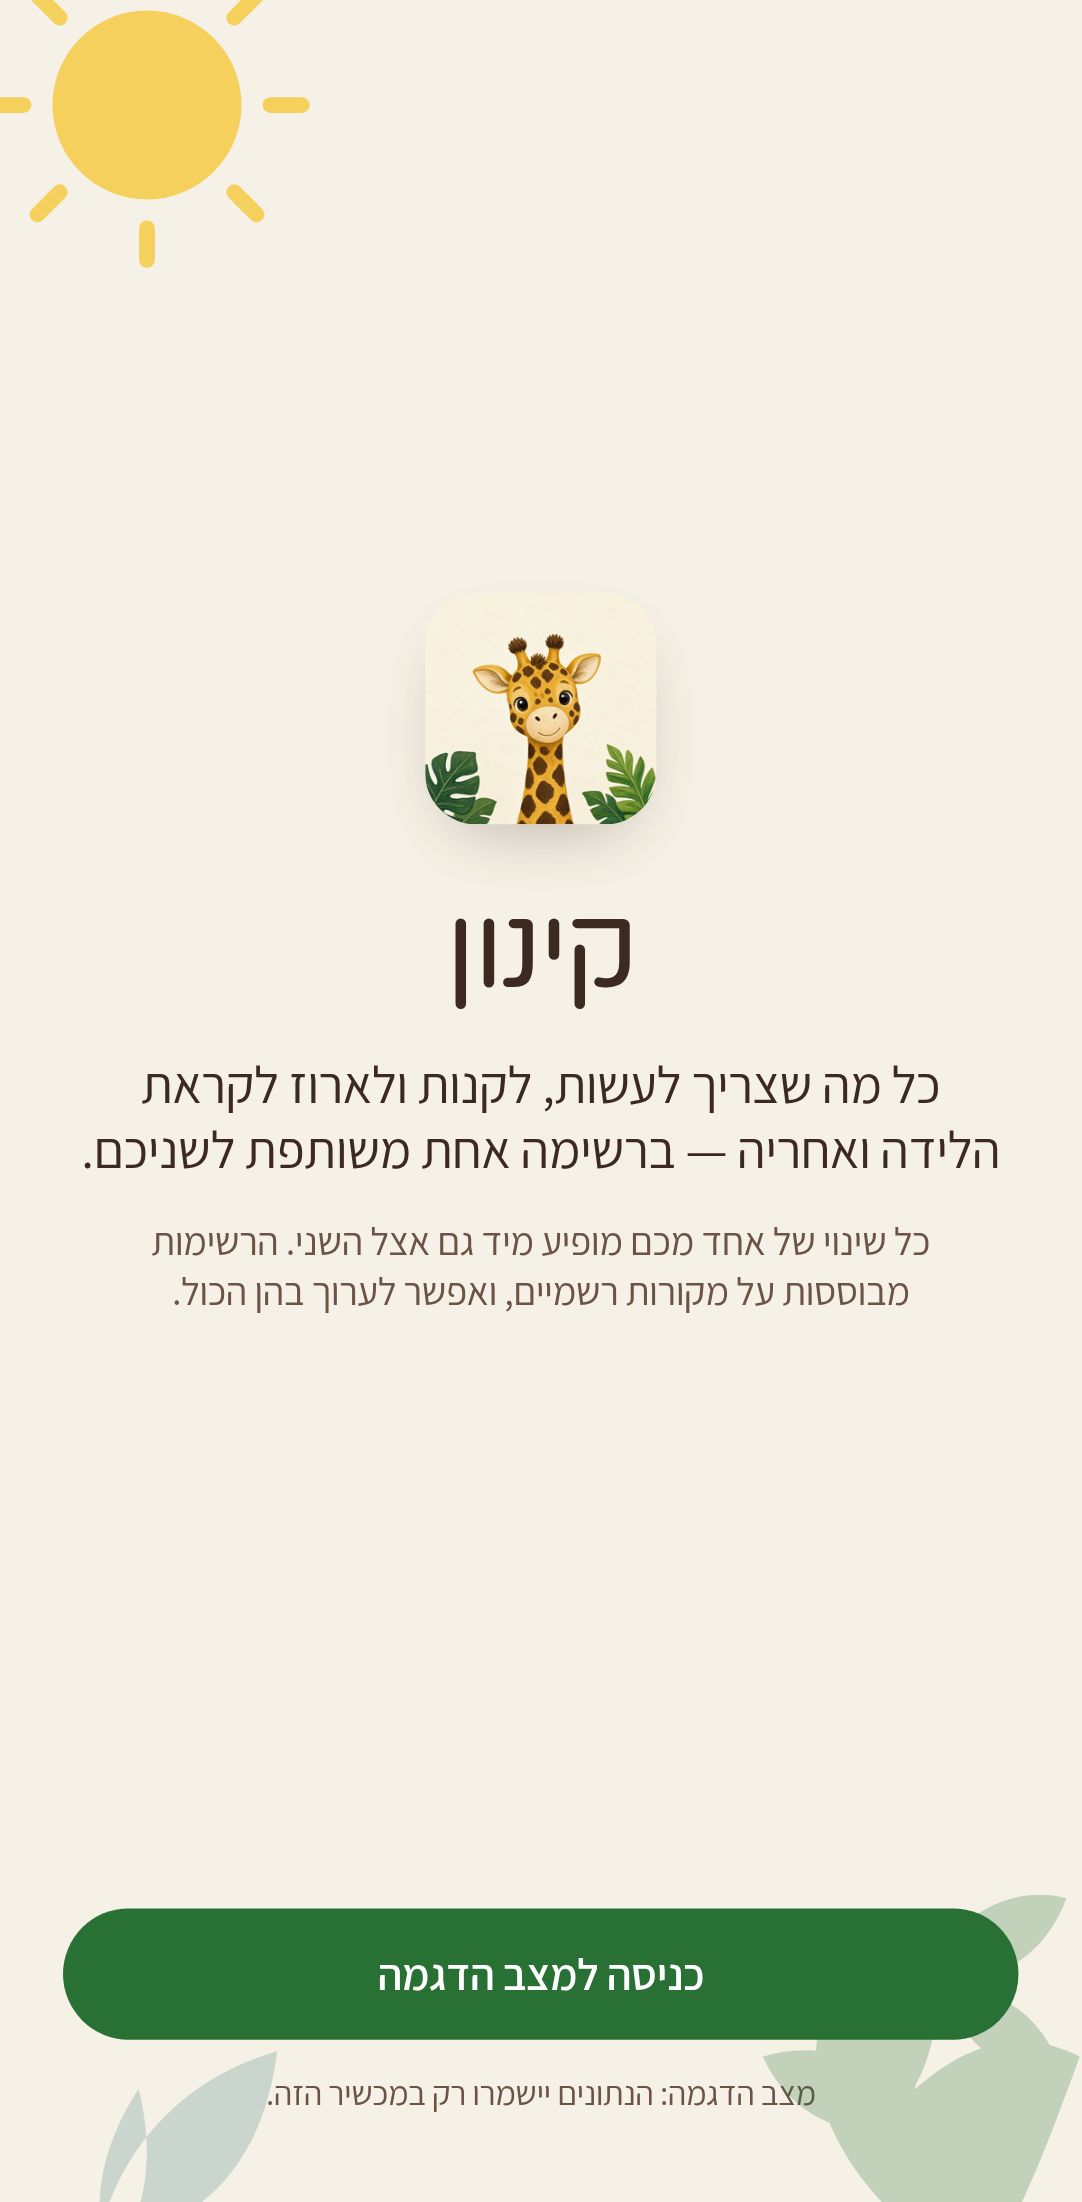 קינון
כל מה שצריך לעשות, לקנות ולארוז לקראת
הלידה ואחריה — ברשימה אחת משותפת לשניכם.
כל שינוי של אחד מכם מופיע מיד גם אצל השני. הרשימות
מבוססות על מקורות רשמיים, ואפשר לערוך בהן הכול.
כניסה למצב הדגמה
מצב הדגמה: הנתונים יישמרו רק במכשיר הזה.